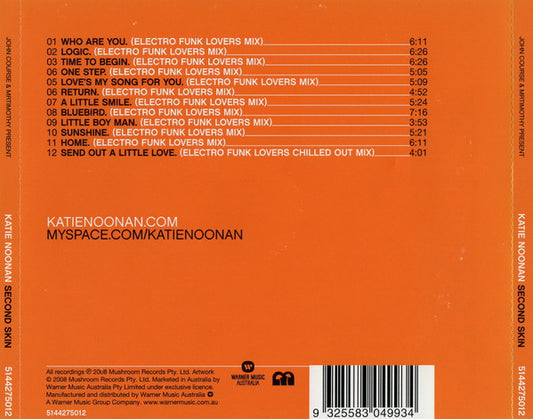 JOHN COURSE & MRTIMOTHY PRESENT
KATIE NOONAN SECOND SKIN
5144275012
01 WHO ARE YOU. (ELECTRO FUNK LOVERS MIX) 6:11
02 LOGIC. (ELECTRO FUNK LOVERS MIX) 6:26
03 TIME TO BEGIN. (ELECTRO FUNK LOVERS MIX) 6:26
06 ONE STEP. (ELECTRO FUNK LOVERS MIX) 5:05
05 LOVE'S MY SONG FOR YOU. (ELECTRO FUNK LOVERS MIX) 5:09
06 RETURN. (ELECTRO FUNK LOVERS MIX) 4:52
07 A LITTLE SMILE. (ELECTRO FUNK LOVERS MIX) 5:24
08 BLUEBIRD. (ELECTRO FUNK LOVERS MIX) 7:16
09 LITTLE BOY MAN. (ELECTRO FUNK LOVERS MIX) 3:53
10 SUNSHINE. (ELECTRO FUNK LOVERS MIX) 5:21
11 HOME. (ELECTRO FUNK LOVERS MIX) 6:11
12 SEND OUT A LITTLE LOVE. (ELECTRO FUNK LOVERS CHILLED OUT MIX) 4:01
KATIENOONAN.COM
MYSPACE.COM/KATIENOONAN
All recordings ℗ 2008 Mushroom Records Pty. Ltd. Artwork
© 2008 Mushroom Records Pty. Ltd. Marketed in Australia by
Warner Music Australia Pty Limited under exclusive licence.
Manufactured and distributed by Warner Music Australia
A Warner Music Group Company. www.warnermusic.com.au
5144275012
WARNER MUSIC
AUSTRALIA
9 325583 049934
JOHN COURSE & MRTIMOTHY PRESENT
KATIE NOONAN SECOND SKIN
5144275012